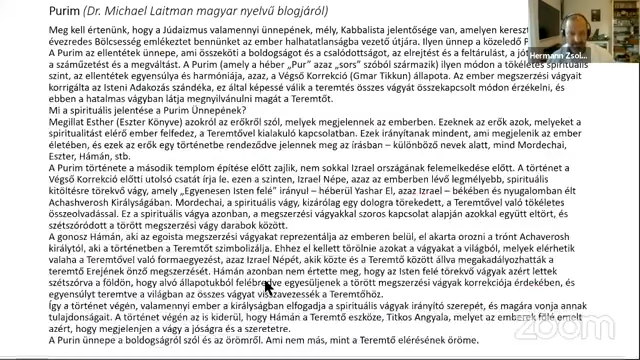 Purim (Dr. Michael Laitman magyar nyelvű blogjáról)
Meg kell értenünk, hogy a Júdaizmus valamennyi ünnepének, mély, Kabbalista jelentősége van, amelyen keresztül
évezredes Bölcsesség emlékeztet bennünket az ember halhatatlanságba vezető útjára. Ilyen ünnep a közeledő P
A Purim az ellentétek ünnepe, ami összeköti a boldogságot és a csalódottságot, az elrejtést és a feltárulást, a jót
a száműzetést és a megváltást. A Purim (amely a héber „Pur” azaz „sors” szóból származik) ilyen módon a tökéletes spirituális
szint, az ellentétek egyensúlya és harmóniája, azaz, a Végső Korrekció (Gmar Tikkun) állapota. Az ember megszerzési vágyait
korrigálta az Isteni Adakozás szándéka, ez által képessé válik a teremtés összes vágyát összekapcsolt módon érzékelni, és
ebben a hatalmas vágyban látja megnyilvánulni magát a Teremtőt.
Mi a spirituális jelentése a Purim Ünnepének?
Megillat Esther (Eszter Könyve) azokról az erőkről szól, melyek megjelennek az emberben. Ezeknek az erők azok, melyeket a
spiritualitást elérő ember felfedez, a Teremtővel kialakuló kapcsolatban. Ezek irányítanak mindent, ami megjelenik az ember
életében, és ezek az erők egy történetbe rendeződve jelennek meg az írásban – különböző nevek alatt, mind Mordechai,
Eszter, Hámán, stb.
A Purim története a második templom építése előtt zajlik, nem sokkal Izrael országának felemelkedése előtt. A történet a
Végső Korrekció előtti utolsó csatát írja le. ezen a szinten, Izrael Népe, azaz az emberben lévő legmélyebb, spirituális
kitöltésre törekvő vágy, amely „Egyenesen Isten felé” irányul – héberül Yashar El, azaz Izrael – békében és nyugalomban élt
Achashverosh Királyságában. Mordechai, a spirituális vágy, kizárólag egy dologra törekedett, a Teremtővel való tökéletes
összeolvadással. Ez a spirituális vágya azonban, a megszerzési vágyakkal szoros kapcsolat alapján azokkal együtt eltört, és
szétszóródott a törött megszerzési vágy darabok között.
A gonosz Hámán, aki az egoista megszerzési vágyakat reprezentálja az emberen belül, el akarta orozni a trónt Achaverosh
királytól, aki a történetben a Teremtőt szimbolizálja. Ehhez el kellett törölnie azokat a vágyakat a világból, melyek elérhetik
valaha a Teremtővel való formaegyezést, azaz Izrael Népét, akik közte és a Teremtő között állva megakadályozhatták a
teremtő Erejének önző megszerzését. Hámán azonban nem értette meg, hogy az Isten felé törekvő vágyak azért lettek
szétszórva a földön, hogy alvó állapotukból felébredve egyesüljenek a törött megszerzési vágyak korrekciója érdekében, és
egyensúlyt teremtve a világban az összes vágyat visszavezessék a Teremtőhöz.
Így a történet végén, valamennyi ember a királyságban elfogadja a spirituális vágyak irányító szerepét, és magára vonja annak
tulajdonságait. A történet végén az is kiderül, hogy Hámán a Teremtő eszköze, Titkos Angyala, melyet az emberek fölé emelt
azért, hogy megjelenjen a vágy a jóságra és a szeretetre.
A Purim ünnepe a boldogságról szól és az örömről. Ami nem más, mint a Teremtő elérésének öröme.
Hermann Zsol...
zoom